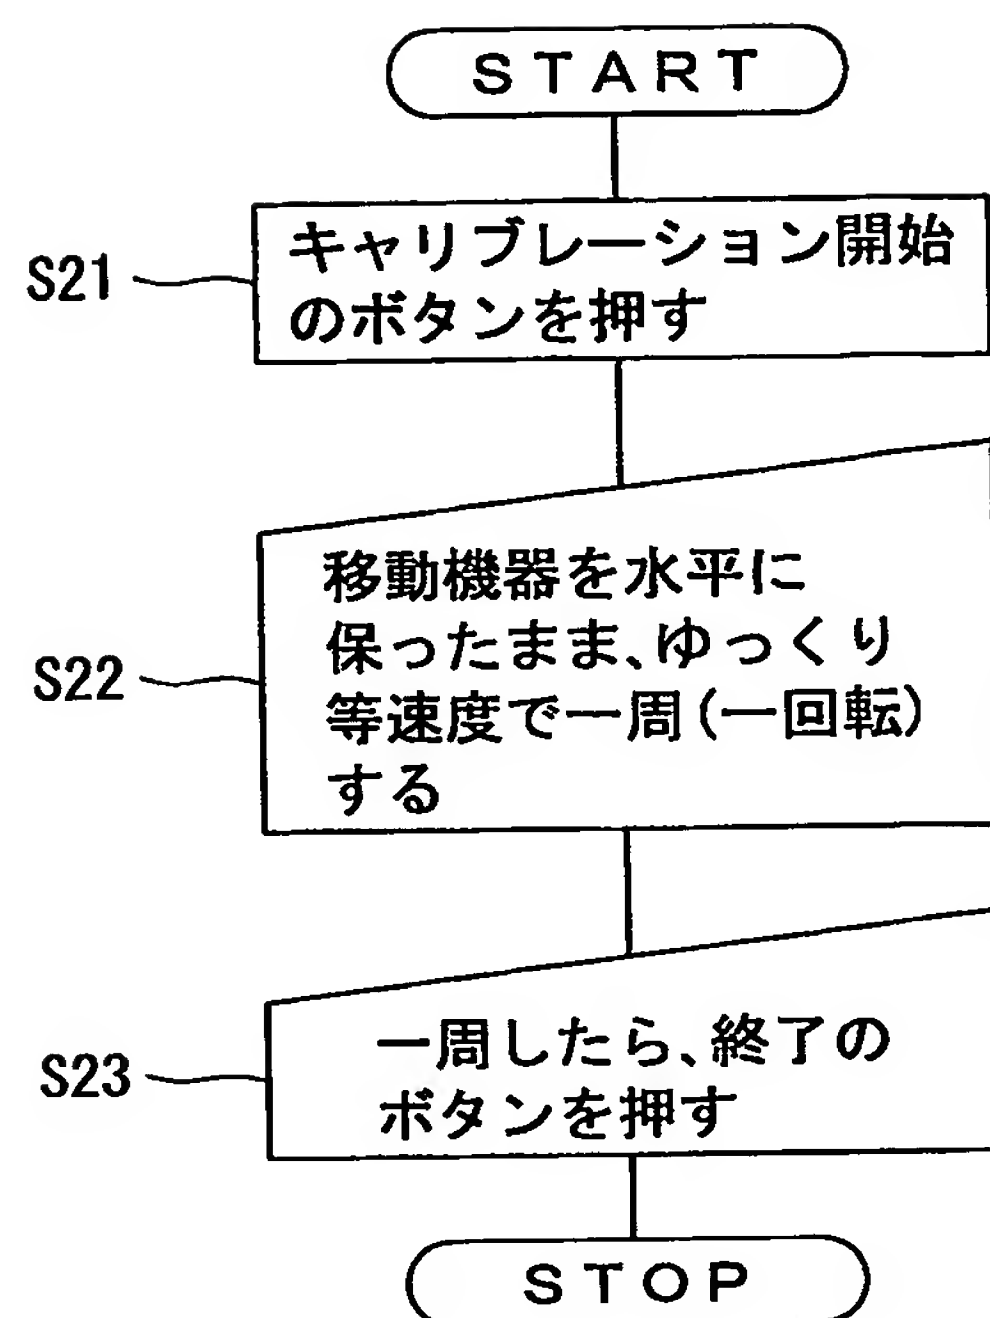 START
S21
キャリブレーション開始
のボタンを押す
S22
移動機器を水平に
保ったまま、ゆっくり
等速度で一周(一回転)
する
S23
一周したら、終了の
ボタンを押す
STOP